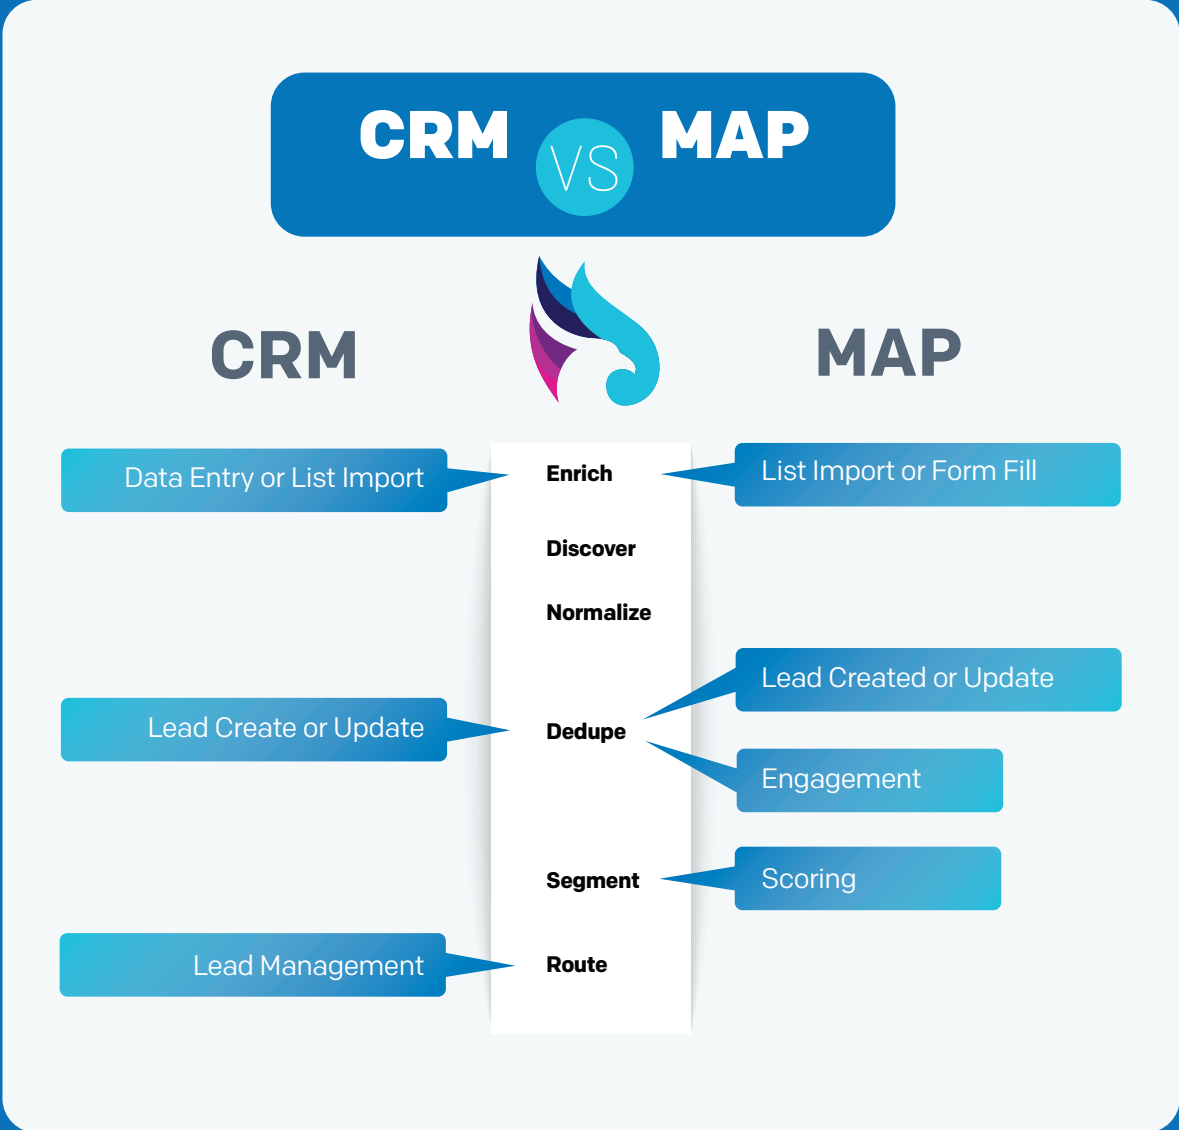 CRM VS MAP
CRM
MAP
Data Entry or List Import
Enrich
List Import or Form Fill
Discover
Normalize
Lead Created or Update
Lead Create or Update
Dedupe
Engagement
Segment
Scoring
Lead Management
Route